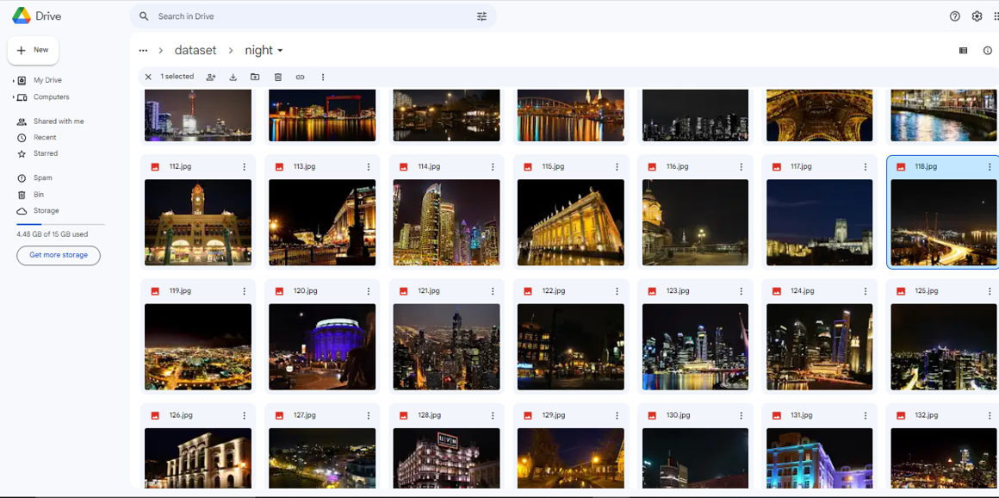 Drive
Search in Drive
New
dataset
night
1 selected
My Drive
Computers
Shared with me
Recent
Starred
Spam
Bin
Storage
4.48 GB of 15 GB used
Get more storage
112.jpg
113.jpg
114.jpg
115.jpg
116.jpg
117.jpg
118.jpg
119.jpg
120.jpg
121.jpg
122.jpg
123.jpg
124.jpg
125.jpg
126.jpg
127.jpg
128.jpg
129.jpg
130.jpg
131.jpg
132.jpg